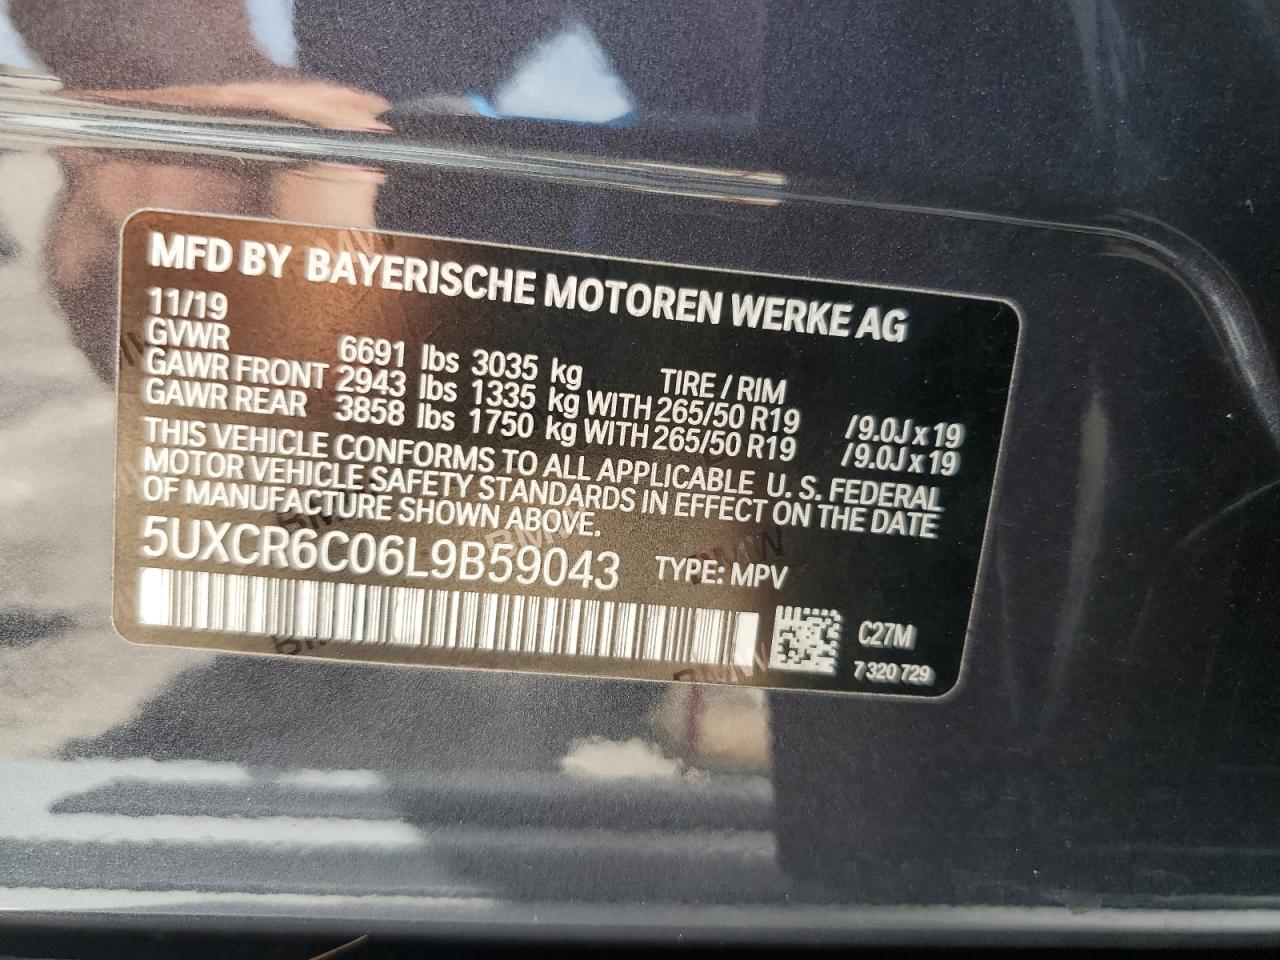 MFD BY BAYERISCHE MOTOREN WERKE AG
11/19
GVWR 6691 lbs 3035 kg TIRE / RIM
GAWR FRONT 2943 lbs 1335 kg WITH 265/50 R19 /9.0J x 19
GAWR REAR 3858 lbs 1750 kg WITH 265/50 R19 /9.0J x 19
THIS VEHICLE CONFORMS TO ALL APPLICABLE U. S. FEDERAL
MOTOR VEHICLE SAFETY STANDARDS IN EFFECT ON THE DATE
OF MANUFACTURE SHOWN ABOVE.
5UXCR6C06L9B59043 TYPE: MPV
C27M
7 320 729